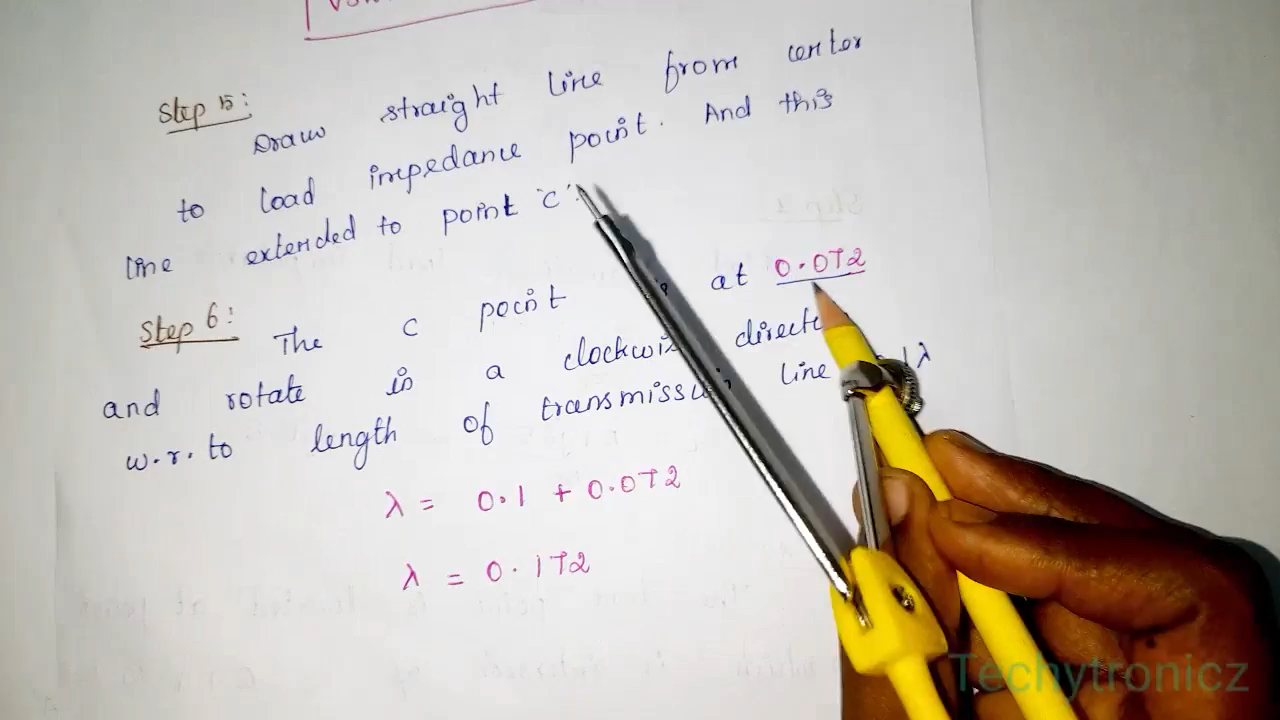 Step 5:
Draw straight line from center
to load impedance point. And this
line extended to point 'C'.
Step 6: The C point at 0.072
and rotate in a clockwise
w.r.to length of transmission line
λ = 0.1 + 0.072
λ = 0.172
Techytronicz